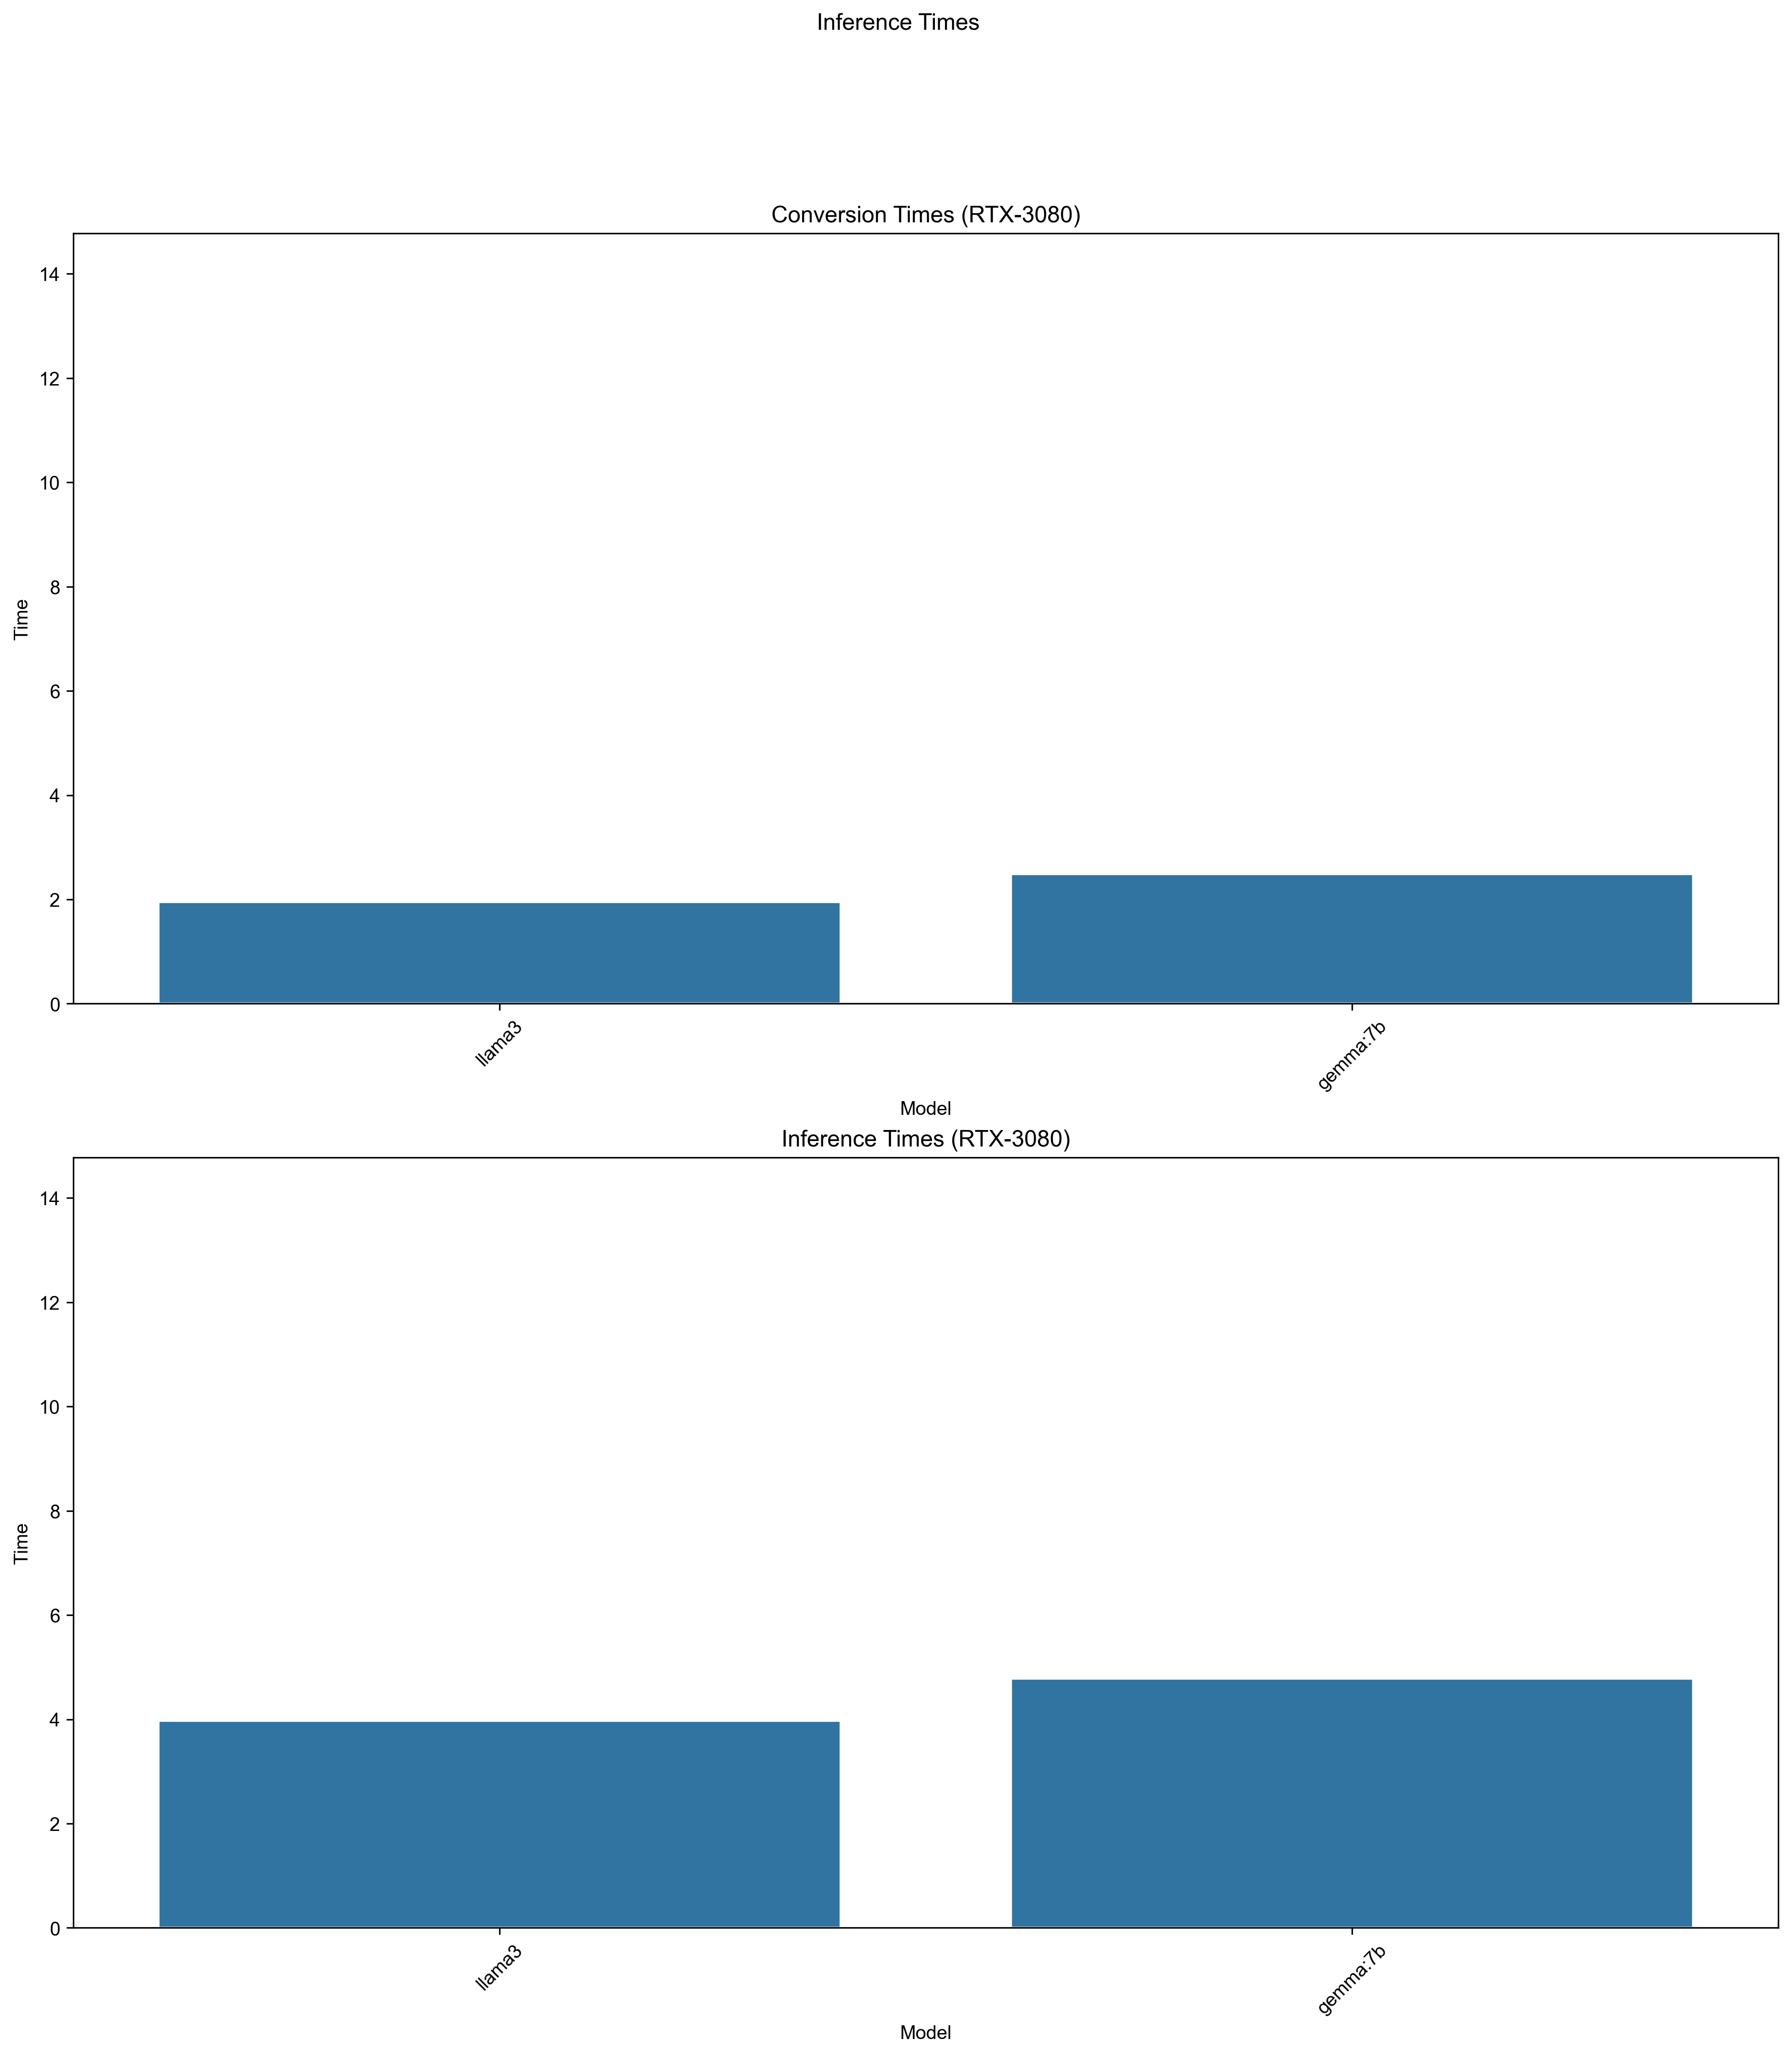 Inference Times
Conversion Times (RTX-3080)
14
12
10
8
6
4
2
0
Time
llama3
gemma:7b
Model
Inference Times (RTX-3080)
14
12
10
8
6
4
2
0
Time
llama3
gemma:7b
Model